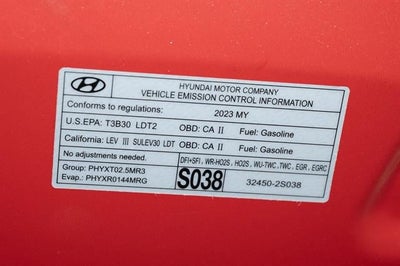 HYUNDAI MOTOR COMPANY
VEHICLE EMISSION CONTROL INFORMATION
Conforms to regulations: 2023 MY
U.S.EPA: T3B30 LDT2 OBD: CA II Fuel: Gasoline
California: LEV III SULEV30 LDT OBD: CA II Fuel: Gasoline
No adjustments needed. DFI+SFI, WR-HO2S, HO2S, WU-TWC, TWC, EGR, EGRC
Group: PHYXT02.5MR3
Evap.: PHYXR0144MRG S038 32450-2S038